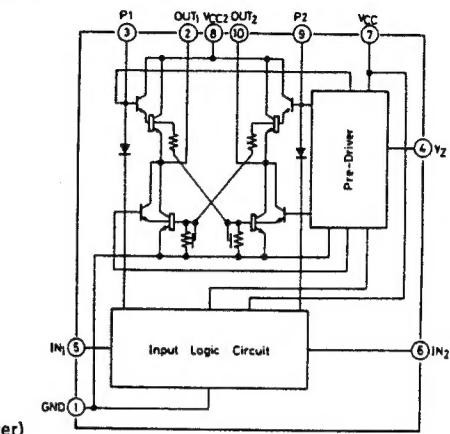 P1 OUT1 VCC2 OUT2 P2 VCC
3 2 8 10 9 7
Pre-Driver
4 VZ
IN1 5
Input Logic Circuit
6 IN2
GND 1
er)